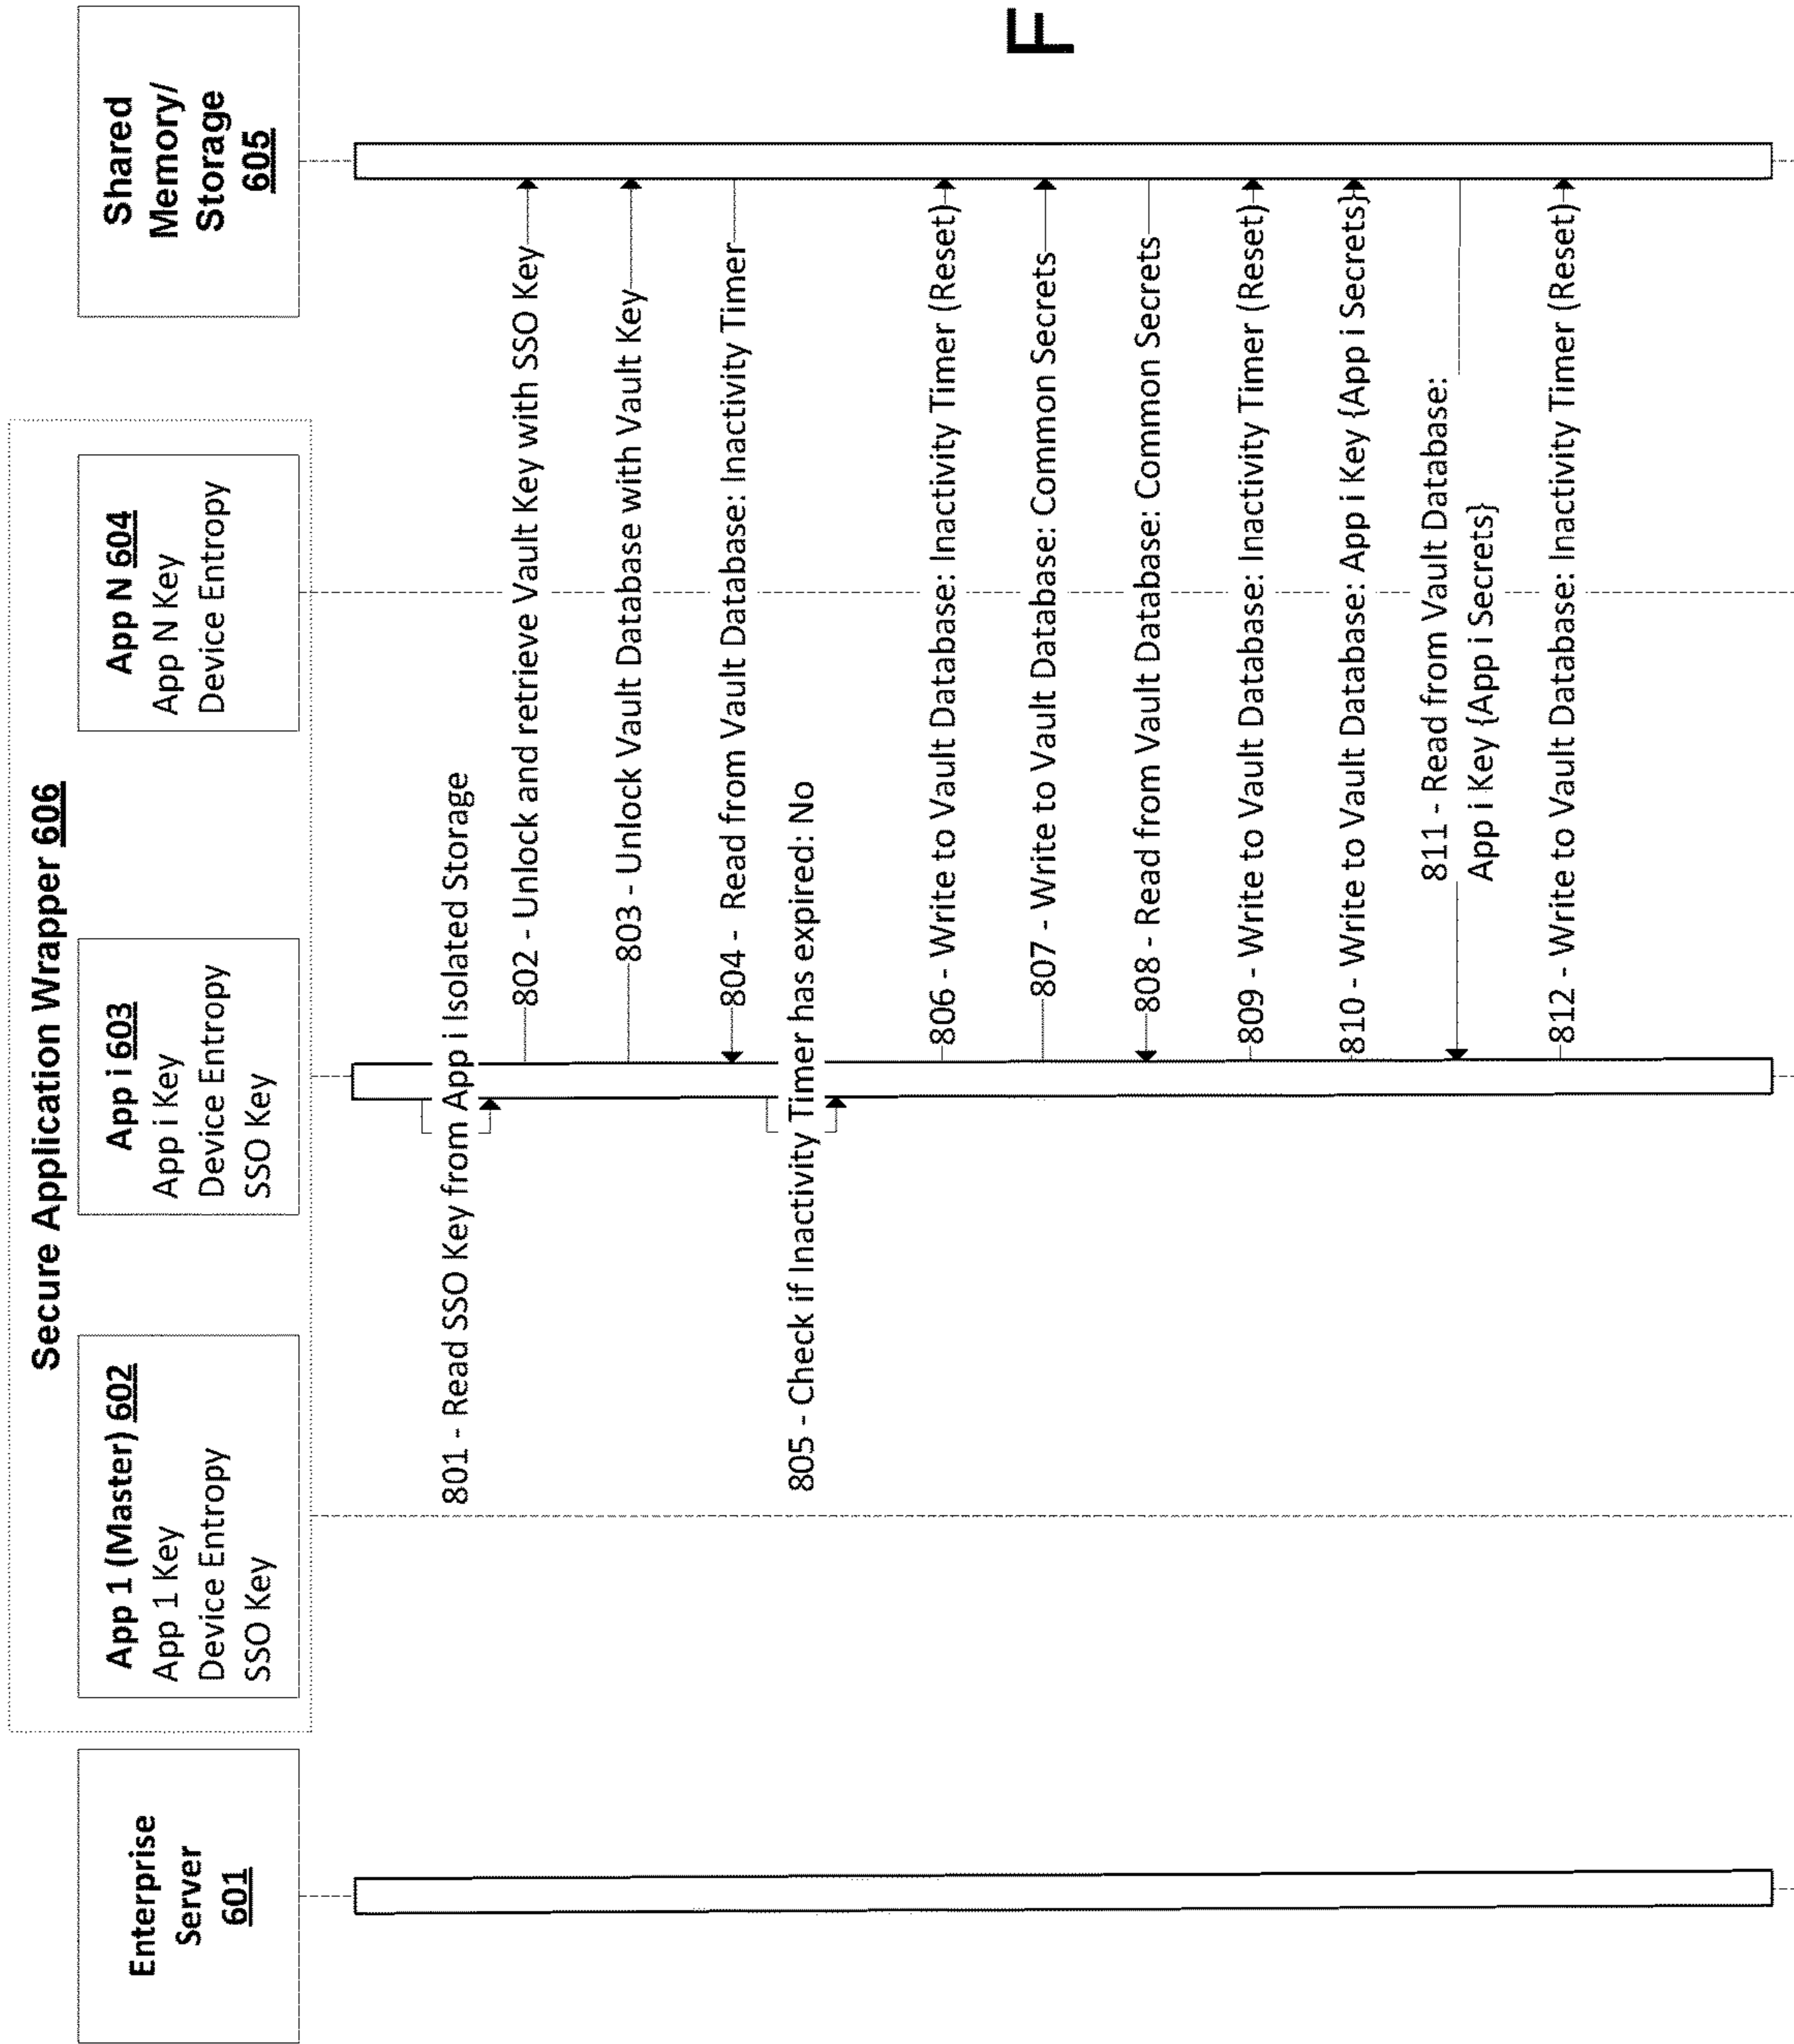 Secure Application Wrapper 606
Enterprise
Server
601
App 1 (Master) 602
App 1 Key
Device Entropy
SSO Key
App i 603
App i Key
Device Entropy
SSO Key
App N 604
App N Key
Device Entropy
Shared
Memory/
Storage
605
801 - Read SSO Key from App i Isolated Storage
802 - Unlock and retrieve Vault Key with SSO Key
803 - Unlock Vault Database with Vault Key
804 - Read from Vault Database: Inactivity Timer
805 - Check if Inactivity Timer has expired: No
806 - Write to Vault Database: Inactivity Timer (Reset)
807 - Write to Vault Database: Common Secrets
808 - Read from Vault Database: Common Secrets
809 - Write to Vault Database: Inactivity Timer (Reset)
810 - Write to Vault Database: App i Key {App i Secrets}
811 - Read from Vault Database:
App i Key {App i Secrets}
812 - Write to Vault Database: Inactivity Timer (Reset)
F